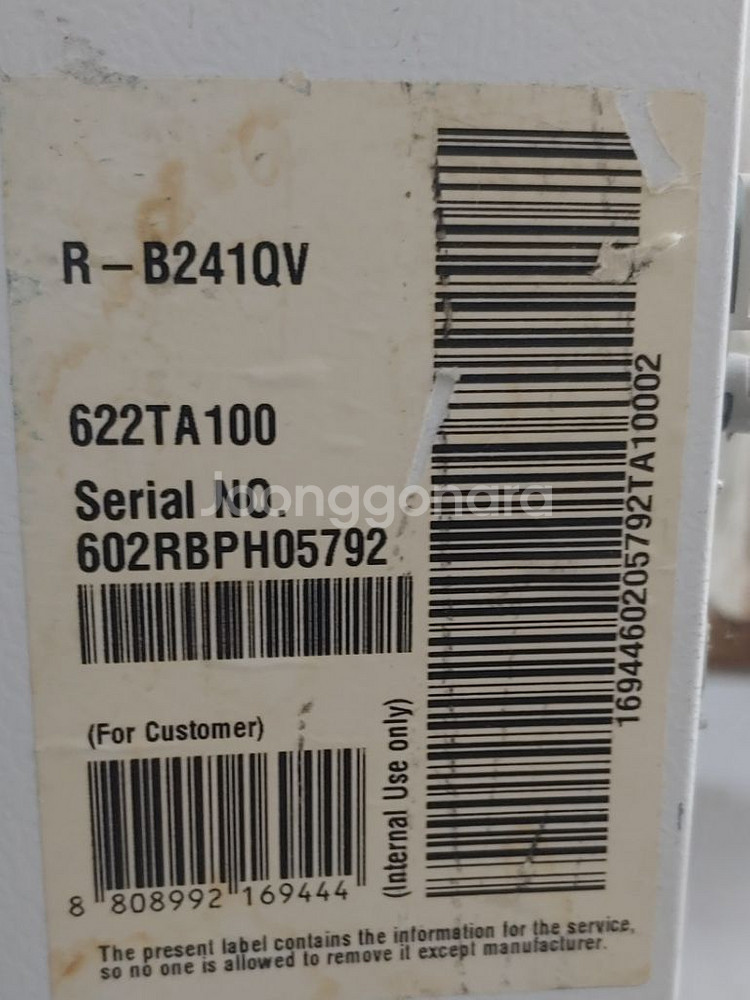 R-B241QV
622TA100
Serial NO.
602RBPH05792
(For Customer)
8 808992 169444
(Internal Use only)
1694460205792TA10002
The present label contains the information for the service,
so no one is allowed to remove it except manufacturer.
Joonggonara